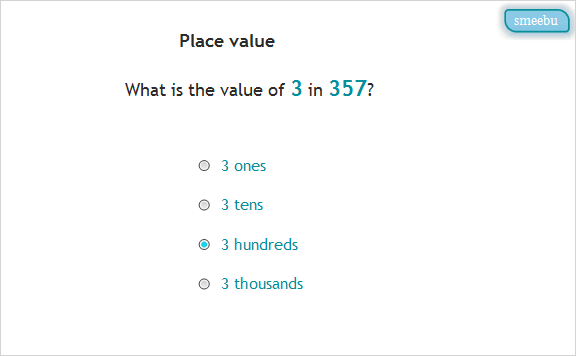 smeebu
Place value
What is the value of 3 in 357?
3 ones
3 tens
3 hundreds
3 thousands